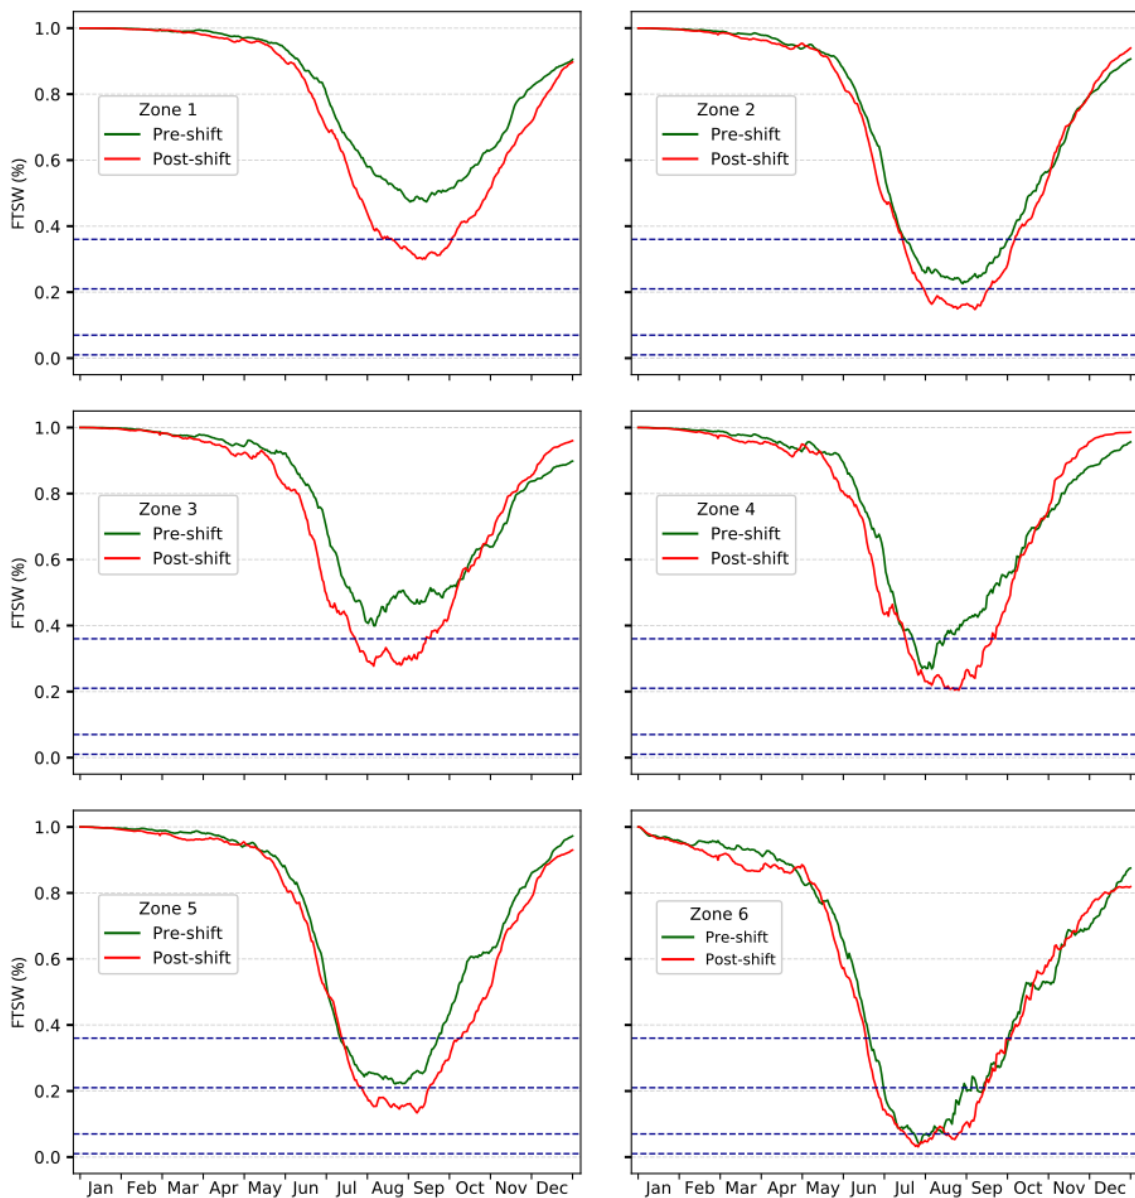 1.0
0.8
0.6
0.4
0.2
0.0
FTSW (%)
Zone 1
Pre-shift
Post-shift
Zone 2
Pre-shift
Post-shift
1.0
0.8
0.6
0.4
0.2
0.0
FTSW (%)
Zone 3
Pre-shift
Post-shift
Zone 4
Pre-shift
Post-shift
1.0
0.8
0.6
0.4
0.2
0.0
FTSW (%)
Zone 5
Pre-shift
Post-shift
Zone 6
Pre-shift
Post-shift
Jan Feb Mar Apr May Jun Jul Aug Sep Oct Nov Dec
Jan Feb Mar Apr May Jun Jul Aug Sep Oct Nov Dec